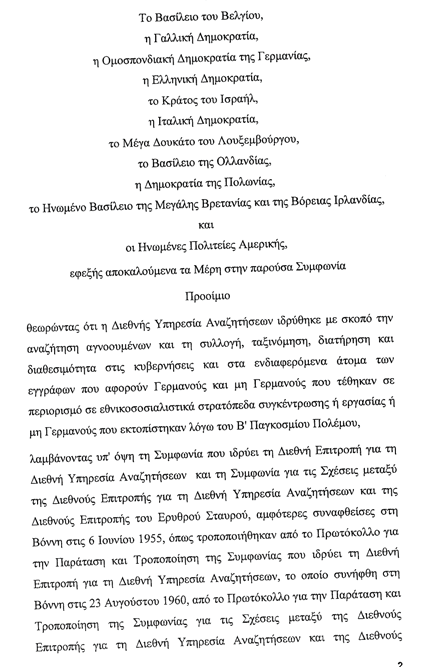 Το Βασίλειο του Βελγίου,
η Γαλλική Δημοκρατία,
η Ομοσπονδιακή Δημοκρατία της Γερμανίας,
η Ελληνική Δημοκρατία,
το Κράτος του Ισραήλ,
η Ιταλική Δημοκρατία,
το Μέγα Δουκάτο του Λουξεμβούργου,
το Βασίλειο της Ολλανδίας,
η Δημοκρατία της Πολωνίας,
το Ηνωμένο Βασίλειο της Μεγάλης Βρετανίας και της Βόρειας Ιρλανδίας,
και
οι Ηνωμένες Πολιτείες Αμερικής,
εφεξής αποκαλούμενα τα Μέρη στην παρούσα Συμφωνία
Προοίμιο
θεωρώντας ότι η Διεθνής Υπηρεσία Αναζητήσεων ιδρύθηκε με σκοπό την
αναζήτηση αγνοουμένων και τη συλλογή, ταξινόμηση, διατήρηση και
διαθεσιμότητα στις κυβερνήσεις και στα ενδιαφερόμενα άτομα των
εγγράφων που αφορούν Γερμανούς και μη Γερμανούς που τέθηκαν σε
περιορισμό σε εθνικοσοσιαλιστικά στρατόπεδα συγκέντρωσης ή εργασίας ή
μη Γερμανούς που εκτοπίστηκαν λόγω του Β' Παγκοσμίου Πολέμου,
λαμβάνοντας υπ' όψη τη Συμφωνία που ιδρύει τη Διεθνή Επιτροπή για τη
Διεθνή Υπηρεσία Αναζητήσεων και τη Συμφωνία για τις Σχέσεις μεταξύ
της Διεθνούς Επιτροπής για τη Διεθνή Υπηρεσία Αναζητήσεων και της
Διεθνούς Επιτροπής του Ερυθρού Σταυρού, αμφότερες συναφθείσες στη
Βόννη στις 6 Ιουνίου 1955, όπως τροποποιήθηκαν από το Πρωτόκολλο για
την Παράταση και Τροποποίηση της Συμφωνίας που ιδρύει τη Διεθνή
Επιτροπή για τη Διεθνή Υπηρεσία Αναζητήσεων, το οποίο συνήφθη στη
Βόννη στις 23 Αυγούστου 1960, από το Πρωτόκολλο για την Παράταση και
Τροποποίηση της Συμφωνίας για τις Σχέσεις μεταξύ της Διεθνούς
Επιτροπής για τη Διεθνή Υπηρεσία Αναζητήσεων και της Διεθνούς